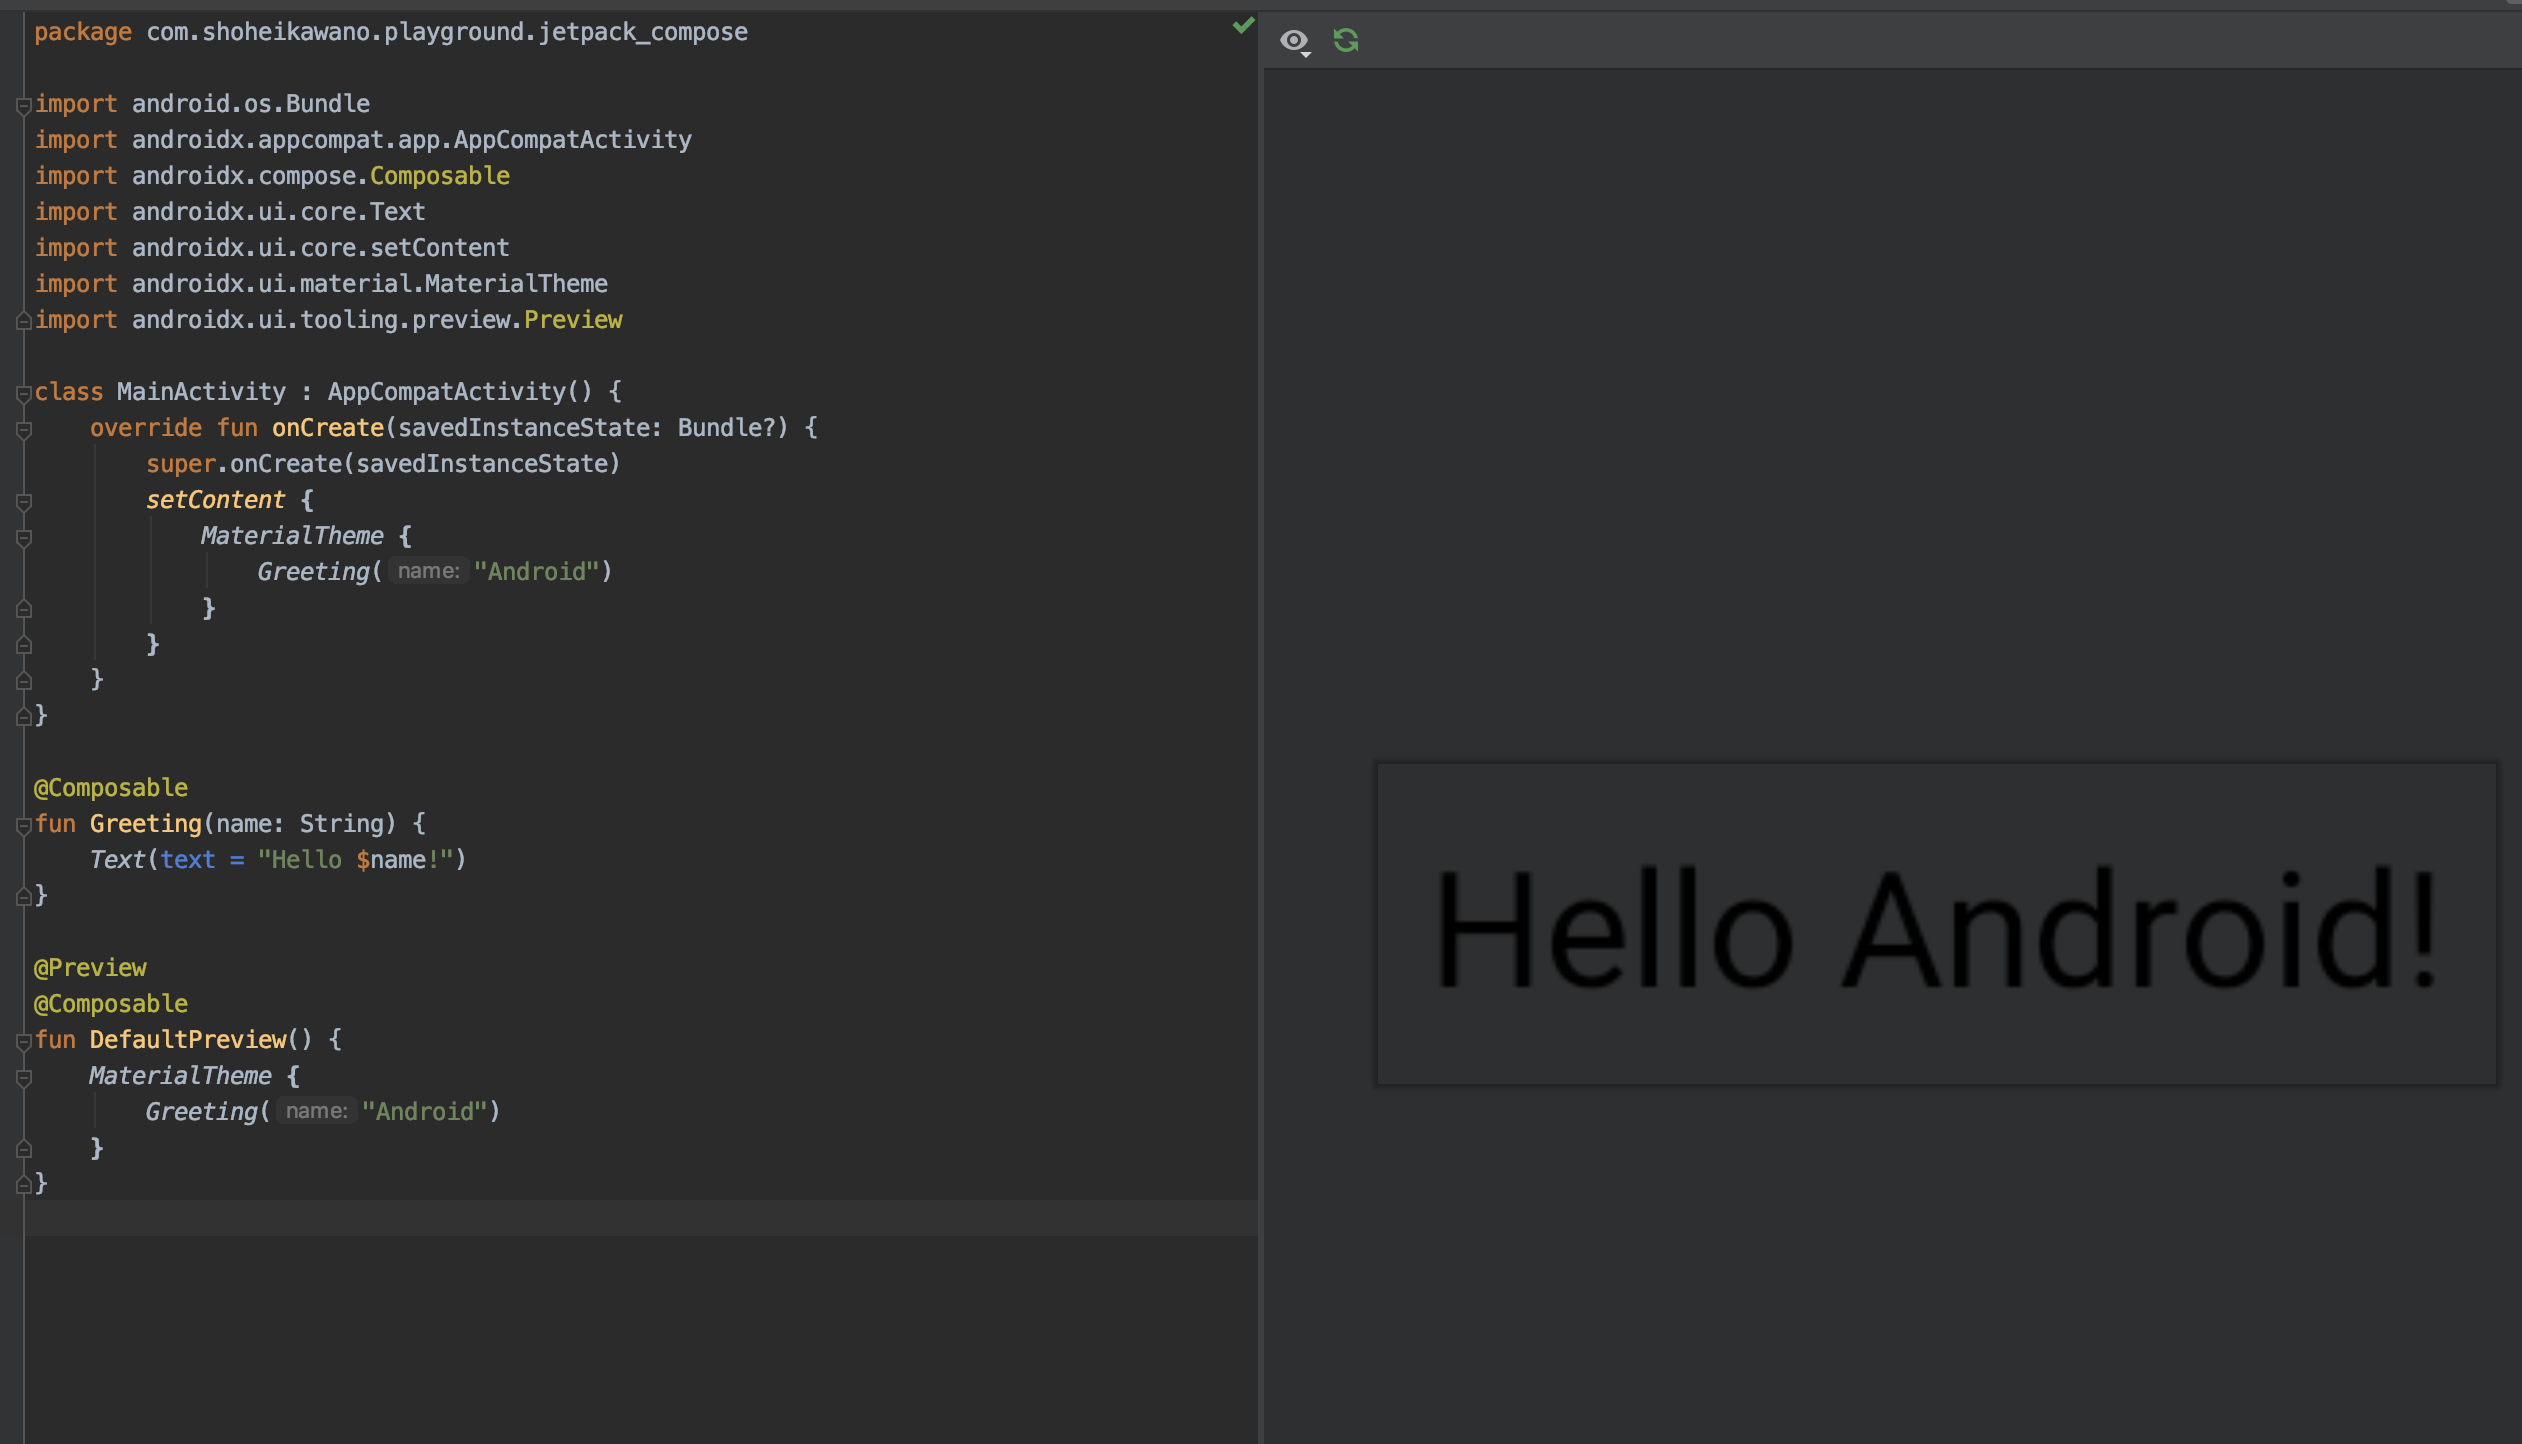 package com.shoheikawano.playground.jetpack_compose
import android.os.Bundle
import androidx.appcompat.app.AppCompatActivity
import androidx.compose.Composable
import androidx.ui.core.Text
import androidx.ui.core.setContent
import androidx.ui.material.MaterialTheme
import androidx.ui.tooling.preview.Preview
class MainActivity : AppCompatActivity() {
    override fun onCreate(savedInstanceState: Bundle?) {
        super.onCreate(savedInstanceState)
        setContent {
            MaterialTheme {
                Greeting( name: "Android")
            }
        }
    }
}
@Composable
fun Greeting(name: String) {
    Text(text = "Hello $name!")
}
@Preview
@Composable
fun DefaultPreview() {
    MaterialTheme {
        Greeting( name: "Android")
    }
}
Hello Android!